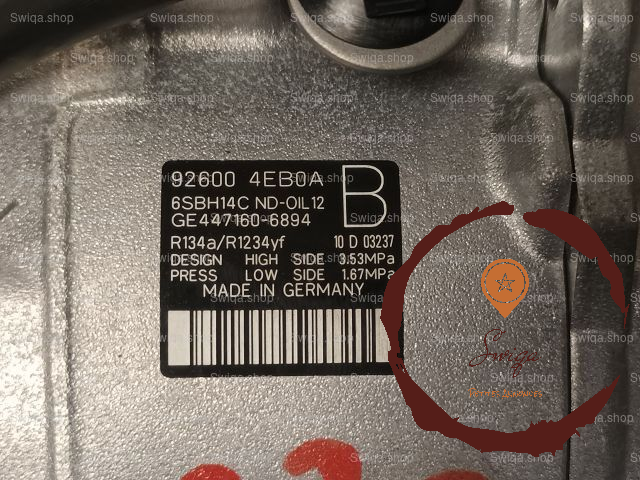 92600 4EB0A B
6SBH14C ND-OIL12
GE447160-6894
R134a/R1234yf 10 D 03237
DESIGN HIGH SIDE 3.53MPa
PRESS LOW SIDE 1.67MPa
MADE IN GERMANY
Swiqa
Swiqa.shop